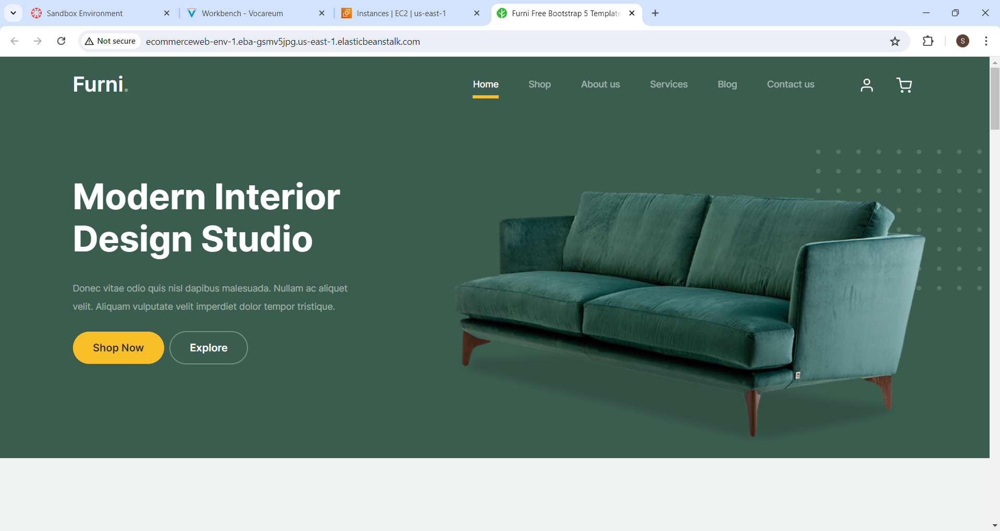 Sandbox Environment
Workbench - Vocareum
Instances | EC2 | us-east-1
Furni Free Bootstrap 5 Template
Not secure
ecommerceweb-env-1.eba-gsmv5jpg.us-east-1.elasticbeanstalk.com
S
Furni.
Home
Shop
About us
Services
Blog
Contact us
Modern Interior
Design Studio
Donec vitae odio quis nisl dapibus malesuada. Nullam ac aliquet
velit. Aliquam vulputate velit imperdiet dolor tempor tristique.
Shop Now
Explore